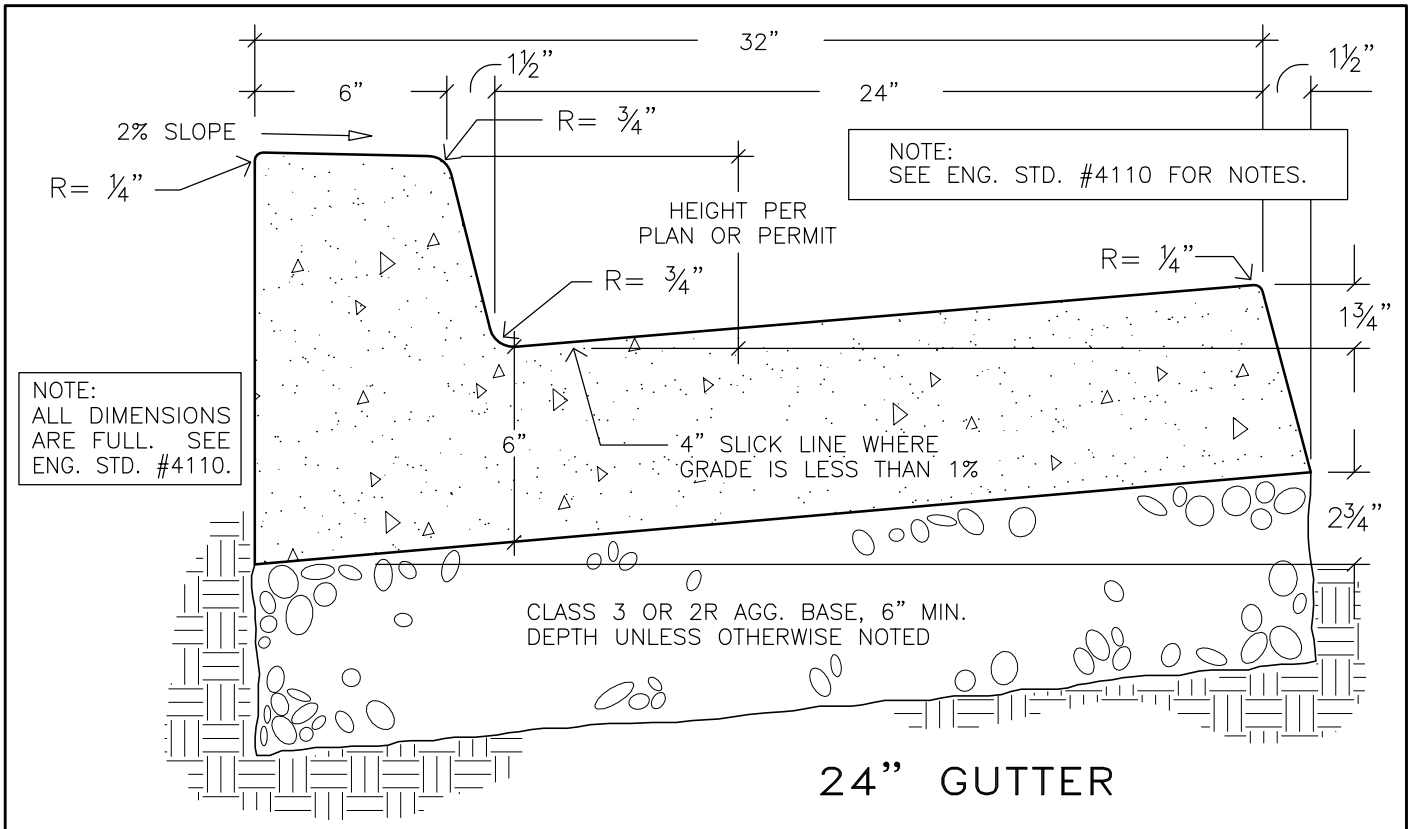 32”
1½”
1½”
6”
24”
2% SLOPE
R= ¾”
NOTE:
SEE ENG. STD. #4110 FOR NOTES.
R= ¼”
HEIGHT PER
PLAN OR PERMIT
R= ¼”
R= ¾”
1¾”
NOTE:
ALL DIMENSIONS
ARE FULL. SEE
ENG. STD. #4110.
6”
4” SLICK LINE WHERE
GRADE IS LESS THAN 1%
2¾”
CLASS 3 OR 2R AGG. BASE, 6” MIN.
DEPTH UNLESS OTHERWISE NOTED
24” GUTTER